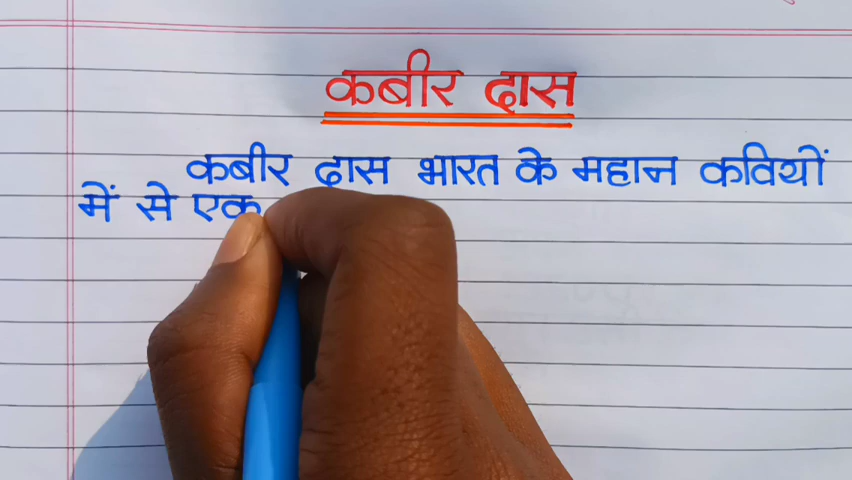 कबीर दास
कबीर दास भारत के महान कवियों
में से एक